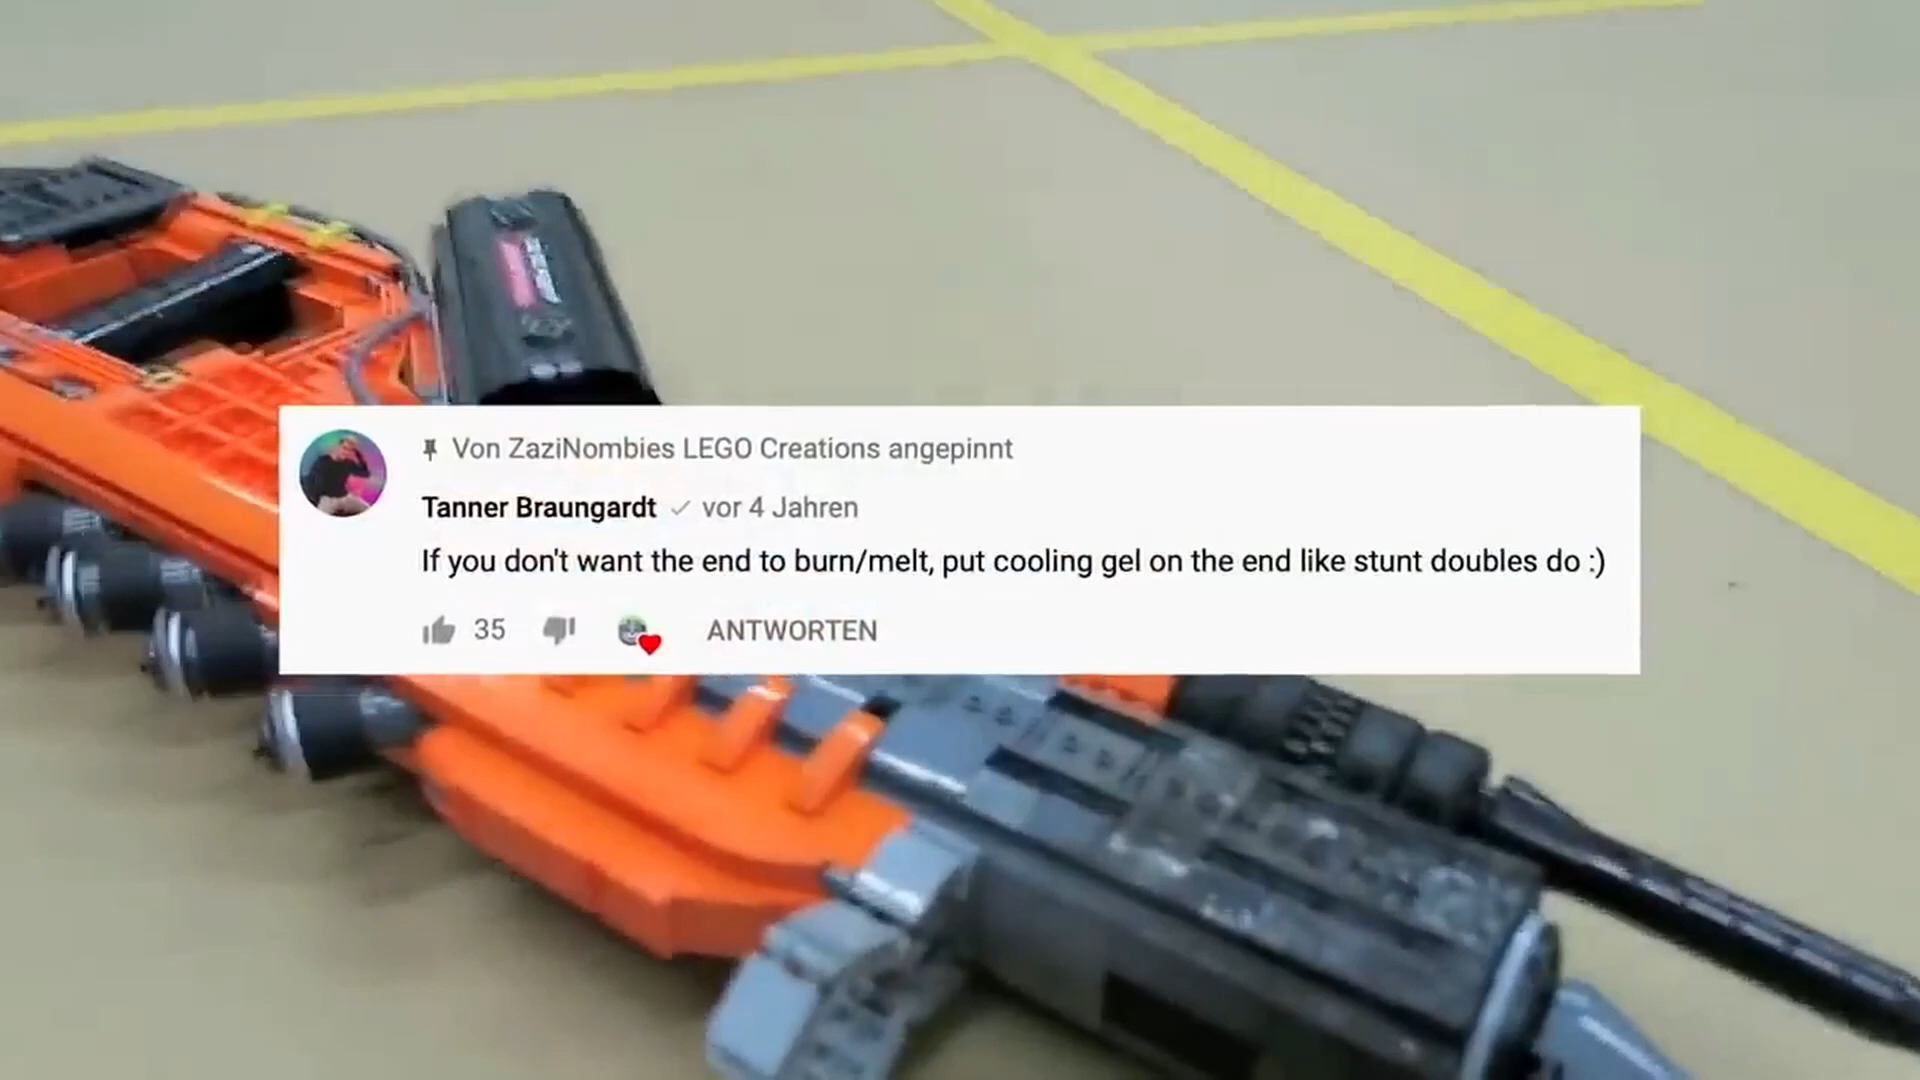 Von ZaziNombies LEGO Creations angepinnt
Tanner Braungardt vor 4 Jahren
If you don't want the end to burn/melt, put cooling gel on the end like stunt doubles do :)
35 ANTWORTEN